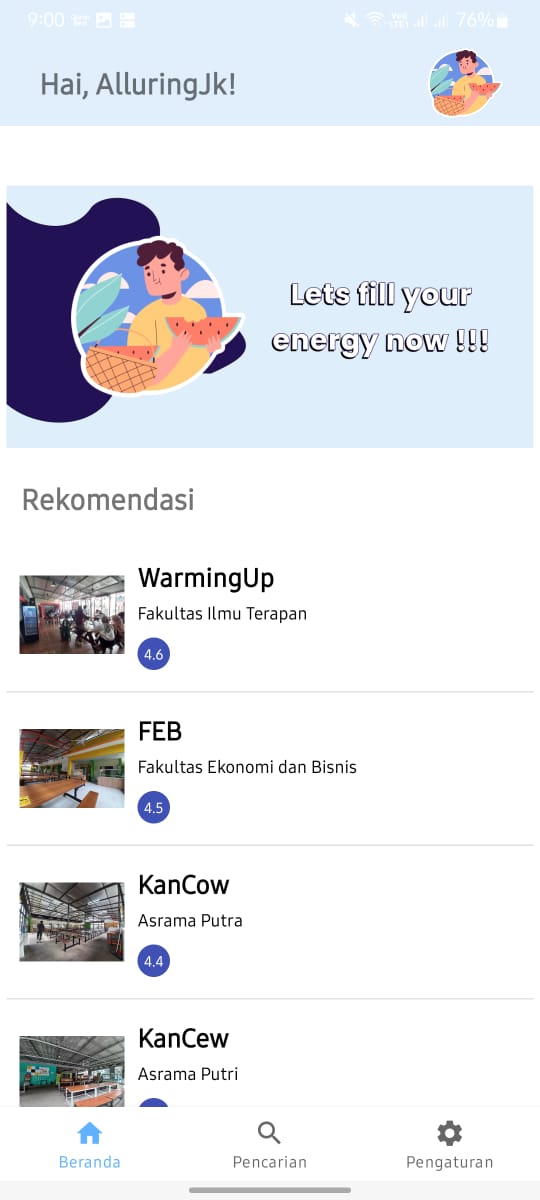 9:00
76%
Hai, AlluringJk!
Lets fill your
energy now !!!
Rekomendasi
WarmingUp
Fakultas Ilmu Terapan
4.6
FEB
Fakultas Ekonomi dan Bisnis
4.5
KanCow
Asrama Putra
4.4
KanCew
Asrama Putri
Beranda
Pencarian
Pengaturan